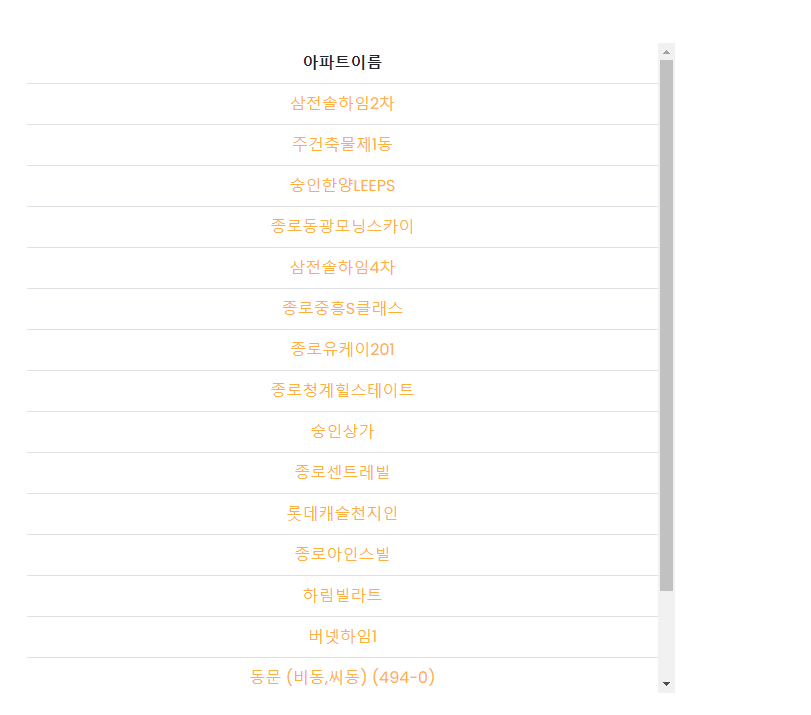 아파트이름
삼전솔하임2차
주건축물제1동
숭인한양LEEPS
종로동광모닝스카이
삼전솔하임4차
종로중흥S클래스
종로유케이201
종로청계힐스테이트
숭인상가
종로센트레빌
롯데캐슬천지인
종로아인스빌
하림빌라트
버넷하임1
동문 (비동,씨동) (494-0)